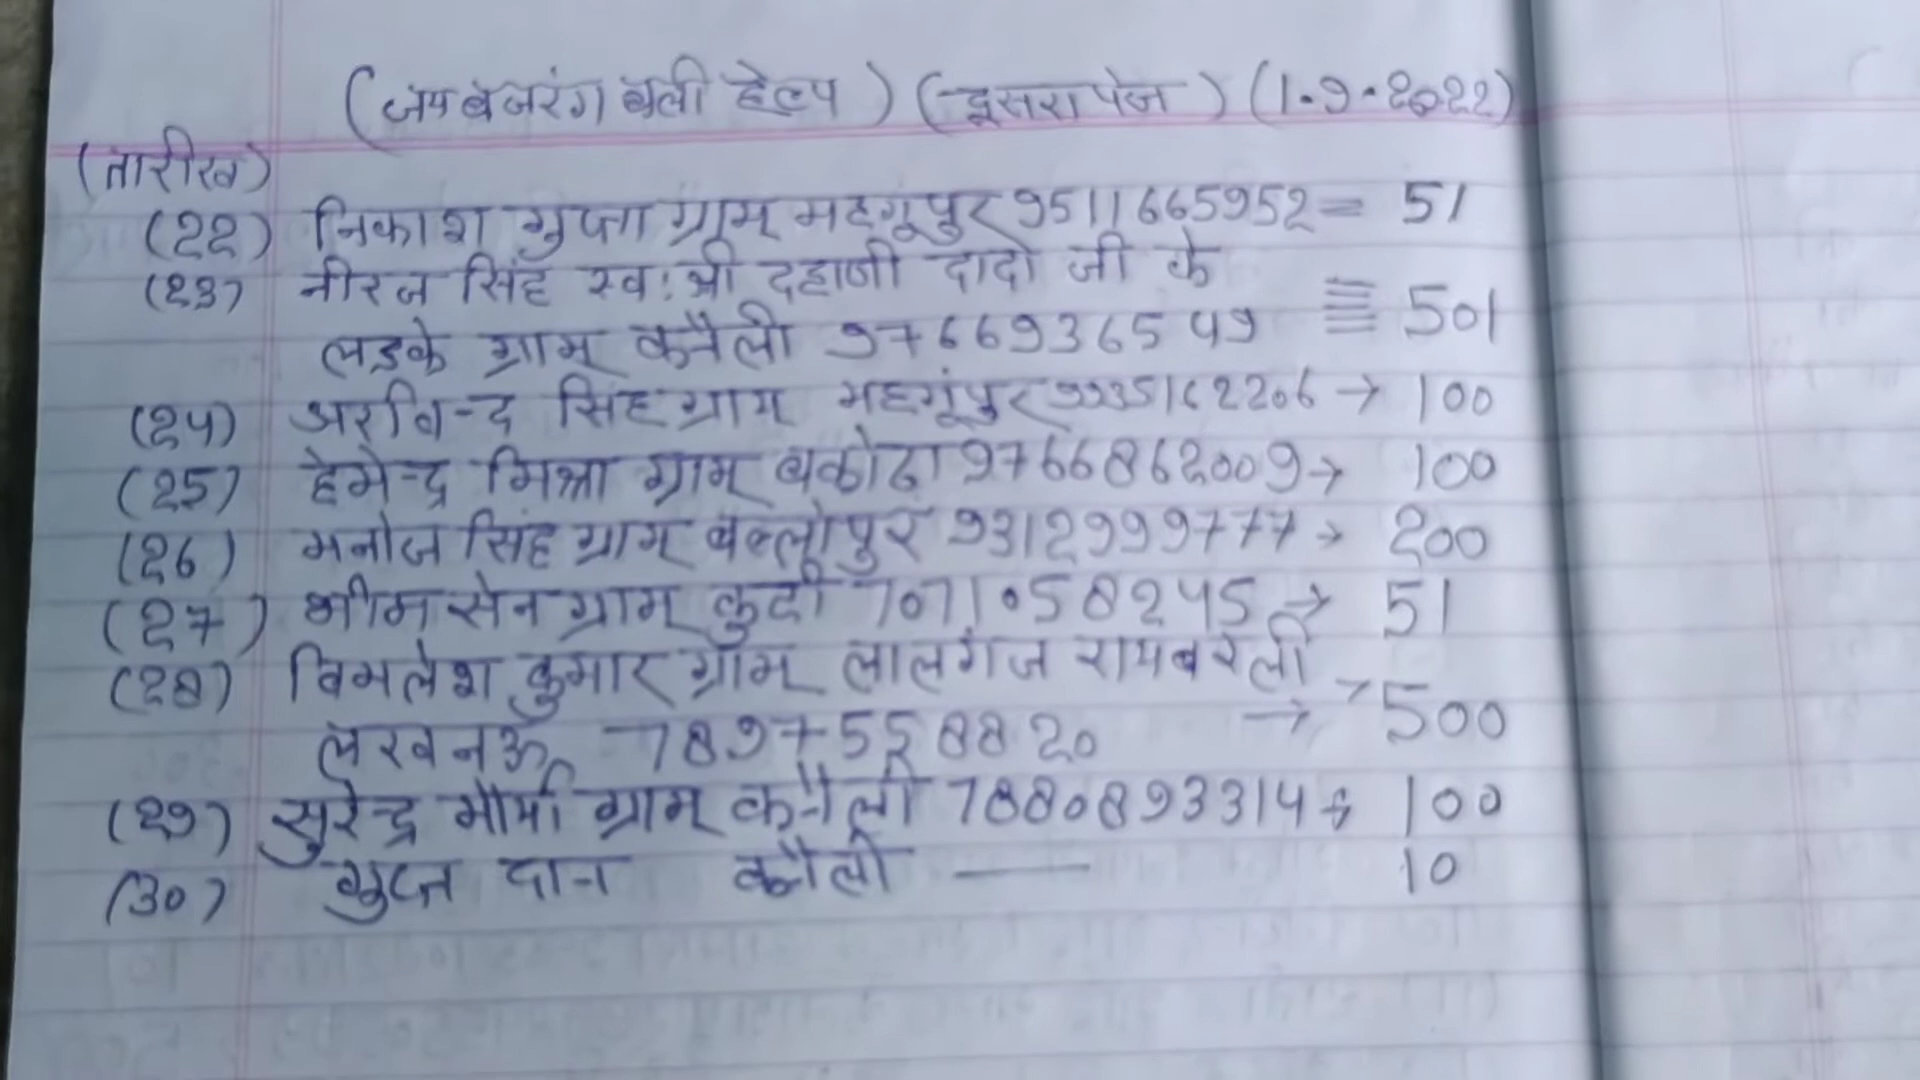 (जय बजरंग बली हेल्प) (दूसरा पेज) (1.9.2022)
(तारीख)
(22) निकाश गुप्ता ग्राम महगूपुर 9511665952 = 51
(23) नीरज सिंह स्व: श्री दहाजी दादा जी के
लड़के ग्राम कनैली 9766936549 ≡ 501
(24) अरविन्द सिंह ग्राम महगूंपुर 9935162206 → 100
(25) हेमेन्द्र मिश्रा ग्राम बकोढा 9766862009 → 100
(26) मनोज सिंह ग्राम बल्लूपुर 9312999777 → 200
(27) भीमसेन ग्राम कुदी 7071058245 → 51
(28) विमलेश कुमार ग्राम लालगंज रायबरेली
लखनऊ 7897558820 → 500
(29) सुरेन्द्र मौर्या ग्राम कनैली 7880893314 → 100
(30) गुप्त दान कनैली — 10